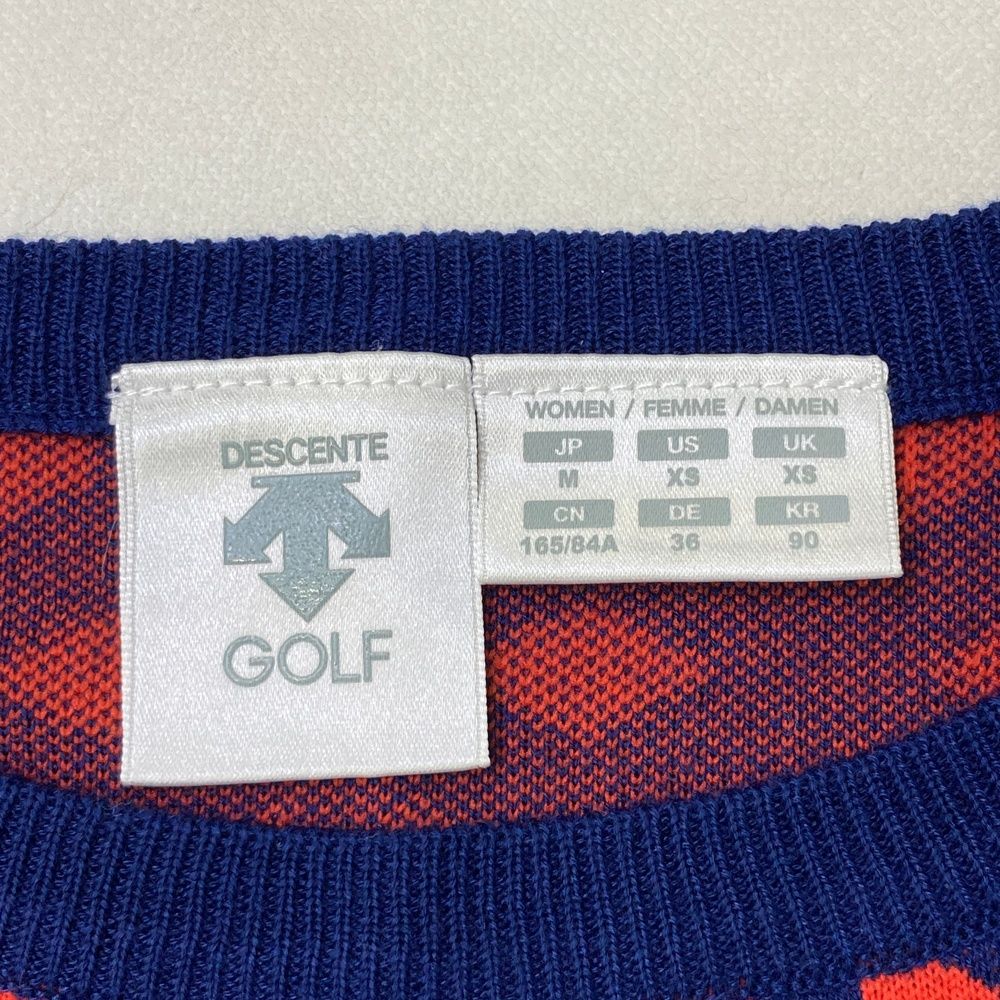 DESCENTE
GOLF
WOMEN / FEMME / DAMEN
JP US UK
M XS XS
CN DE KR
165/84A 36 90